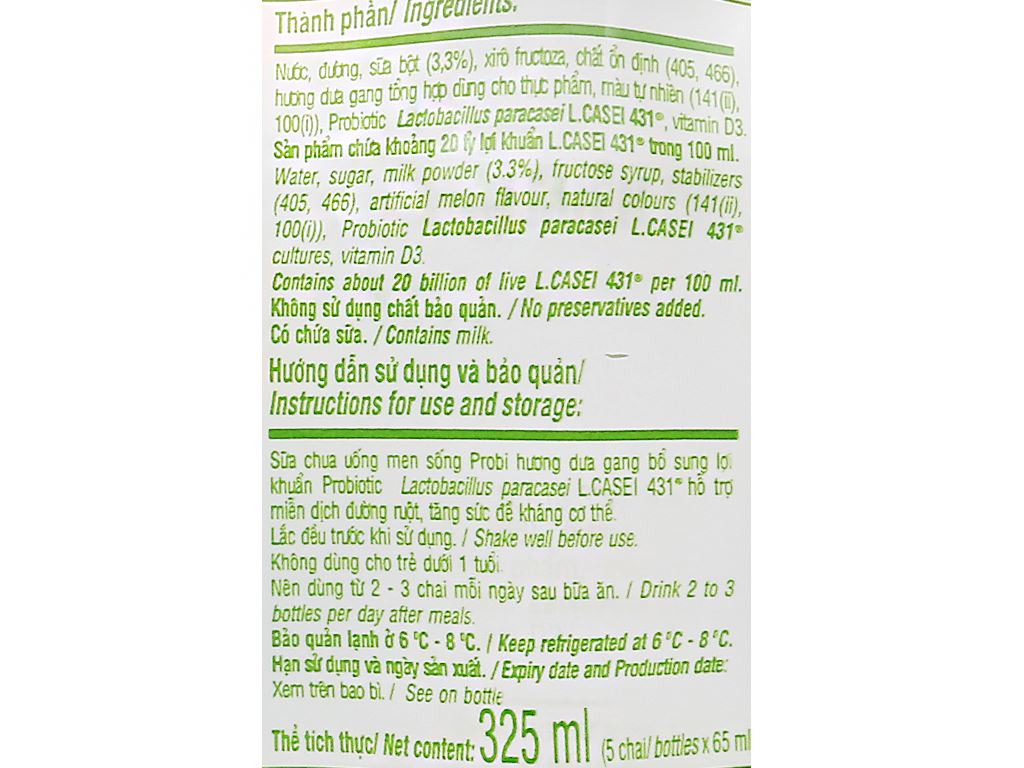 Thành phần/ Ingredients:
Nước, đường, sữa bột (3,3%), xirô fructoza, chất ổn định (405, 466),
hương dưa gang tổng hợp dùng cho thực phẩm, màu tự nhiên (141(ii),
100(i)), Probiotic Lactobacillus paracasei L.CASEI 431®, vitamin D3.
Sản phẩm chứa khoảng 20 tỷ lợi khuẩn L.CASEI 431® trong 100 ml.
Water, sugar, milk powder (3.3%), fructose syrup, stabilizers
(405, 466), artificial melon flavour, natural colours (141(ii),
100(i)), Probiotic Lactobacillus paracasei L.CASEI 431®
cultures, vitamin D3.
Contains about 20 billion of live L.CASEI 431® per 100 ml.
Không sử dụng chất bảo quản. / No preservatives added.
Có chứa sữa. / Contains milk.
Hướng dẫn sử dụng và bảo quản/
Instructions for use and storage:
Sữa chua uống men sống Probi hương dưa gang bổ sung lợi
khuẩn Probiotic Lactobacillus paracasei L.CASEI 431® hỗ trợ
miễn dịch đường ruột, tăng sức đề kháng cơ thể.
Lắc đều trước khi sử dụng. / Shake well before use.
Không dùng cho trẻ dưới 1 tuổi.
Nên dùng từ 2 - 3 chai mỗi ngày sau bữa ăn. / Drink 2 to 3
bottles per day after meals.
Bảo quản lạnh ở 6 °C - 8 °C. / Keep refrigerated at 6 °C - 8 °C.
Hạn sử dụng và ngày sản xuất. / Expiry date and Production date:
Xem trên bao bì. / See on bottle
Thể tích thực/ Net content: 325 ml (5 chai/ bottles x 65 ml